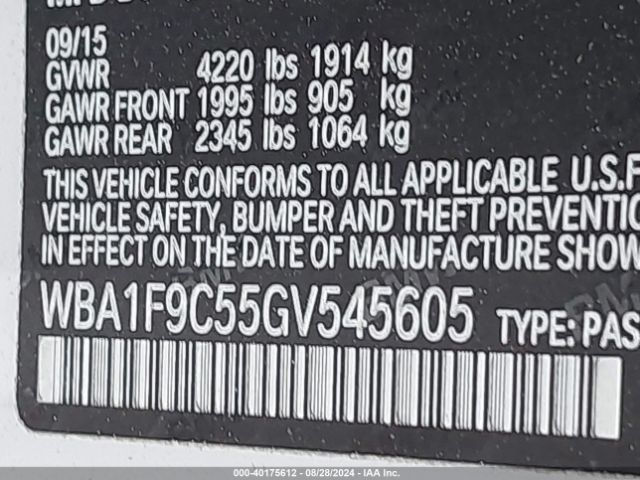 09/15
GVWR 4220 lbs 1914 kg
GAWR FRONT 1995 lbs 905 kg
GAWR REAR 2345 lbs 1064 kg
THIS VEHICLE CONFORMS TO ALL APPLICABLE U.S.F
VEHICLE SAFETY, BUMPER AND THEFT PREVENTIO
IN EFFECT ON THE DATE OF MANUFACTURE SHOW
WBA1F9C55GV545605 TYPE: PAS
000-40175612 - 08/28/2024 - IAA Inc.